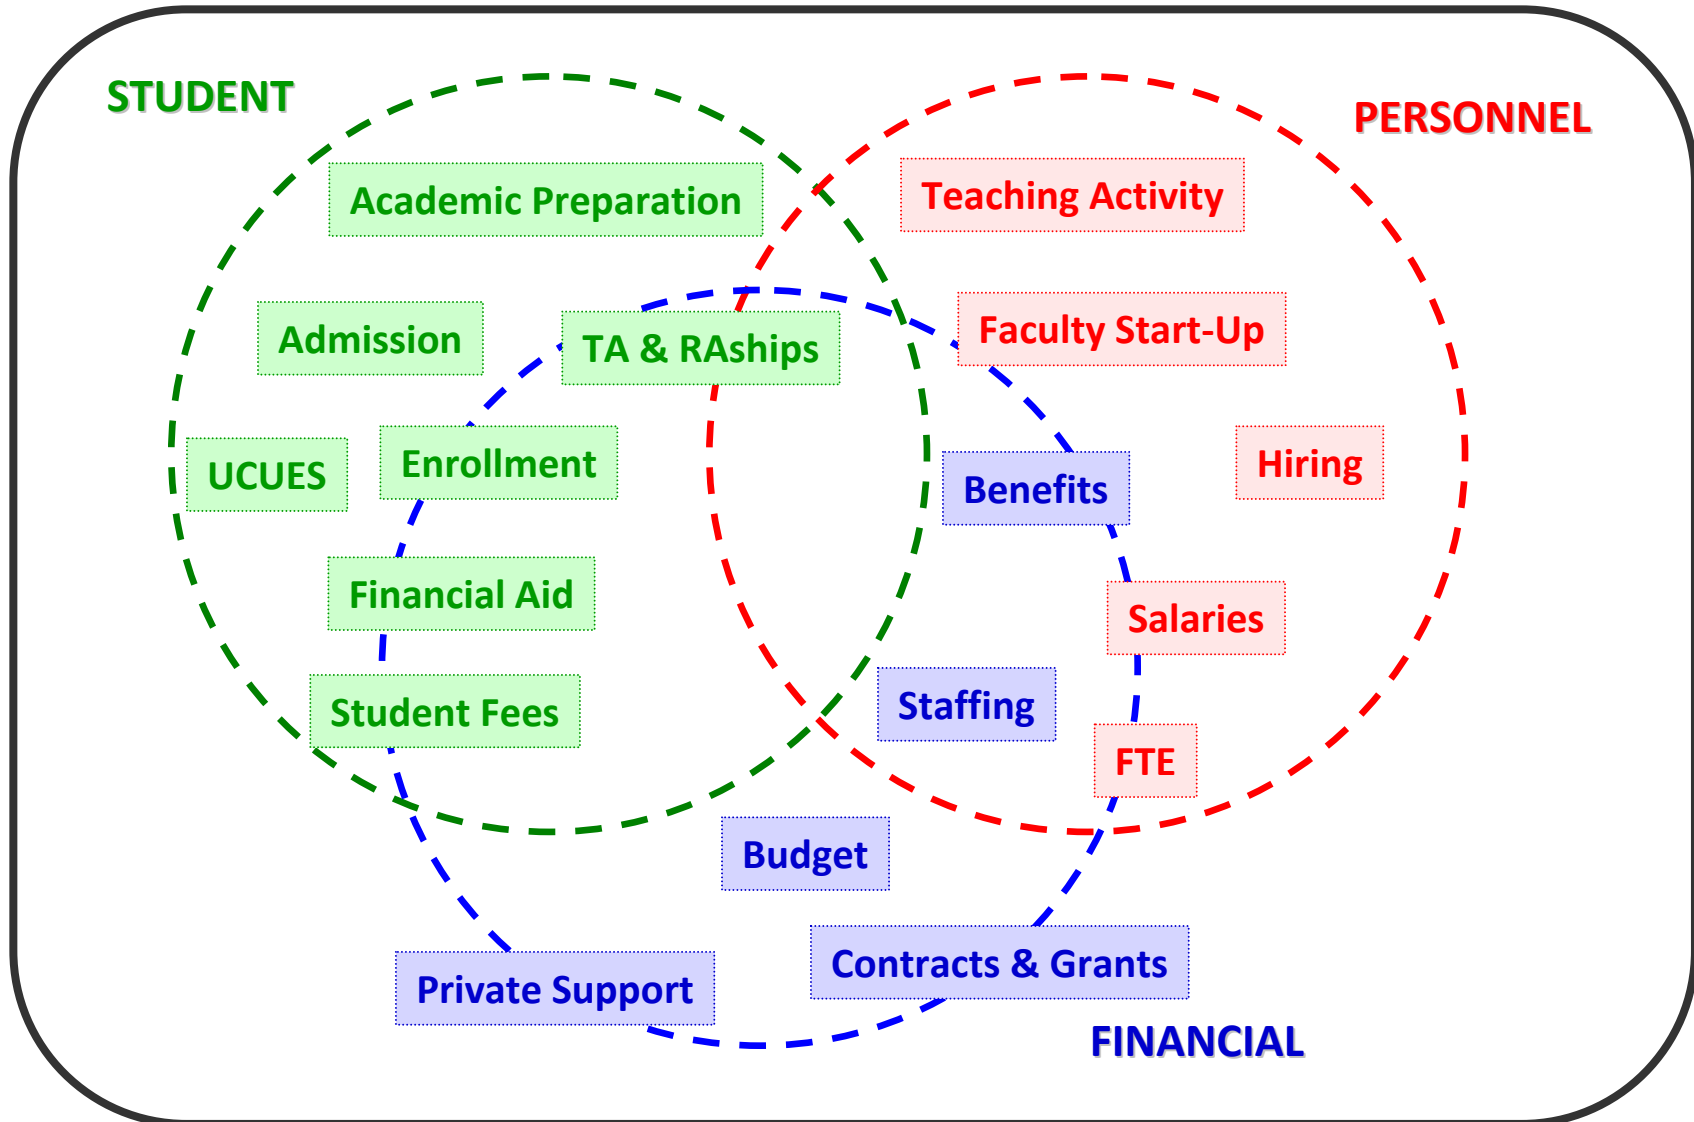 STUDENT
PERSONNEL
Academic Preparation
Teaching Activity
Admission
TA & RAships
Faculty Start-Up
UCUES
Enrollment
Benefits
Hiring
Financial Aid
Salaries
Student Fees
Staffing
FTE
Budget
Private Support
Contracts & Grants
FINANCIAL